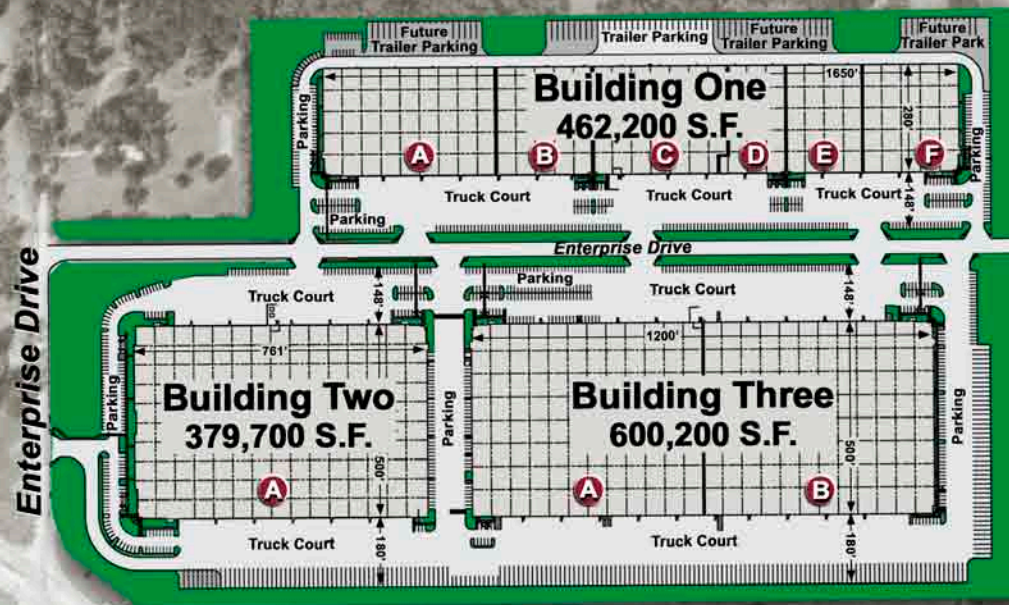 Future
Trailer Parking
Trailer Parking
Future
Trailer Parking
Future
Trailer Park
Building One
462,200 S.F.
1650'
280'
A
B
C
D
E
F
Parking
Parking
Truck Court
Truck Court
Truck Court
148'
Parking
Enterprise Drive
Enterprise Drive
Truck Court
148'
Parking
Truck Court
148'
761'
Building Two
379,700 S.F.
500'
A
Parking
Parking
1200'
Building Three
600,200 S.F.
500'
A
B
Parking
Truck Court
180'
Truck Court
180'